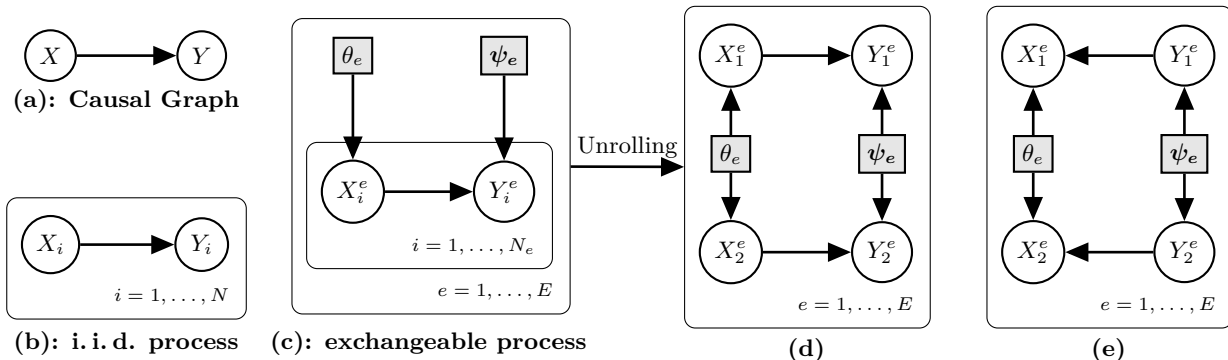 X Y
(a): Causal Graph
X_i Y_i
i = 1, . . . , N
(b): i. i. d. process
θ_e ψ_e
X_i^e Y_i^e
i = 1, . . . , N_e
e = 1, . . . , E
(c): exchangeable process
Unrolling
X_1^e Y_1^e
θ_e ψ_e
X_2^e Y_2^e
e = 1, . . . , E
(d)
X_1^e Y_1^e
θ_e ψ_e
X_2^e Y_2^e
e = 1, . . . , E
(e)